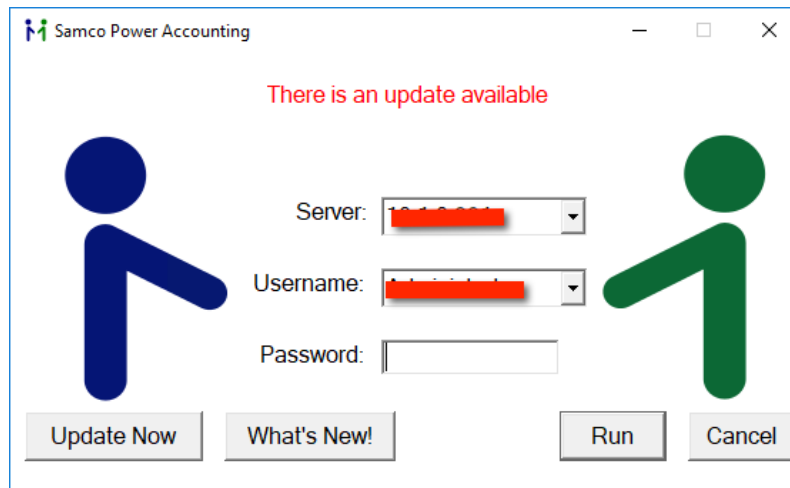 Samco Power Accounting
There is an update available
Server:
Username:
Password:
Update Now What's New! Run Cancel